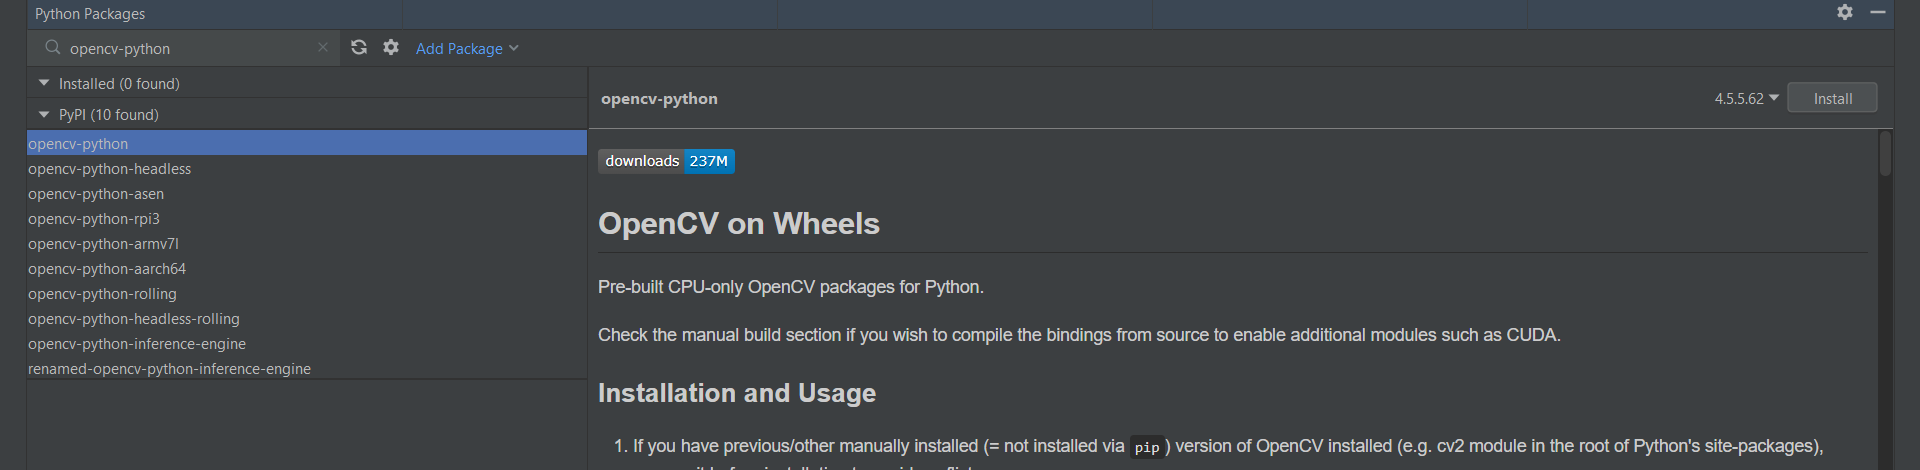 Python Packages
opencv-python
Add Package
Installed (0 found)
PyPI (10 found)
opencv-python
opencv-python-headless
opencv-python-asen
opencv-python-rpi3
opencv-python-armv7l
opencv-python-aarch64
opencv-python-rolling
opencv-python-headless-rolling
opencv-python-inference-engine
renamed-opencv-python-inference-engine
opencv-python
4.5.5.62
Install
downloads 237M
OpenCV on Wheels
Pre-built CPU-only OpenCV packages for Python.
Check the manual build section if you wish to compile the bindings from source to enable additional modules such as CUDA.
Installation and Usage
1. If you have previous/other manually installed (= not installed via pip) version of OpenCV installed (e.g. cv2 module in the root of Python's site-packages),